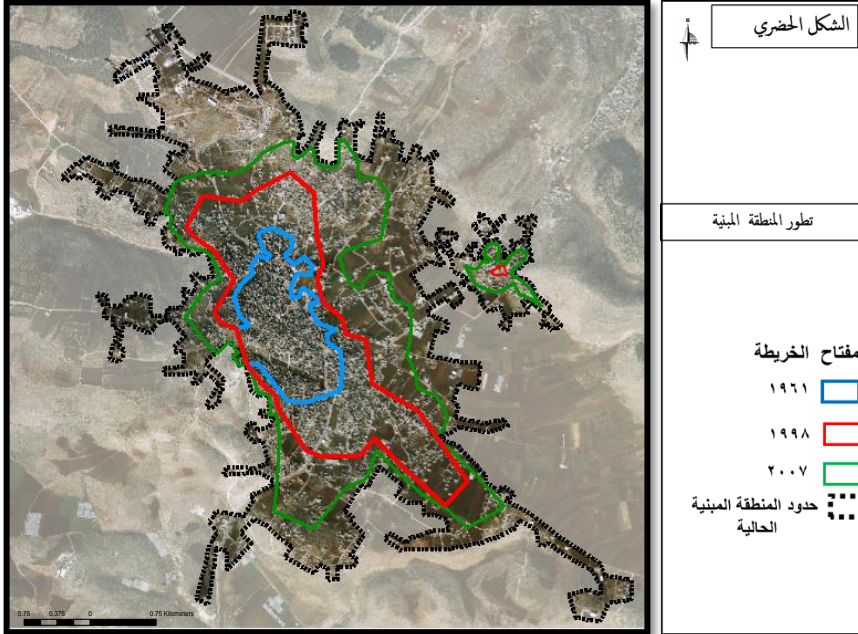 الشكل الحضري
تطور المنطقة المبنية
مفتاح الخريطة
١٩٦١
١٩٩٨
٢٠٠٧
حدود المنطقة المبنية
الحالية
0.75 0.375 0 0.75 Kilometers